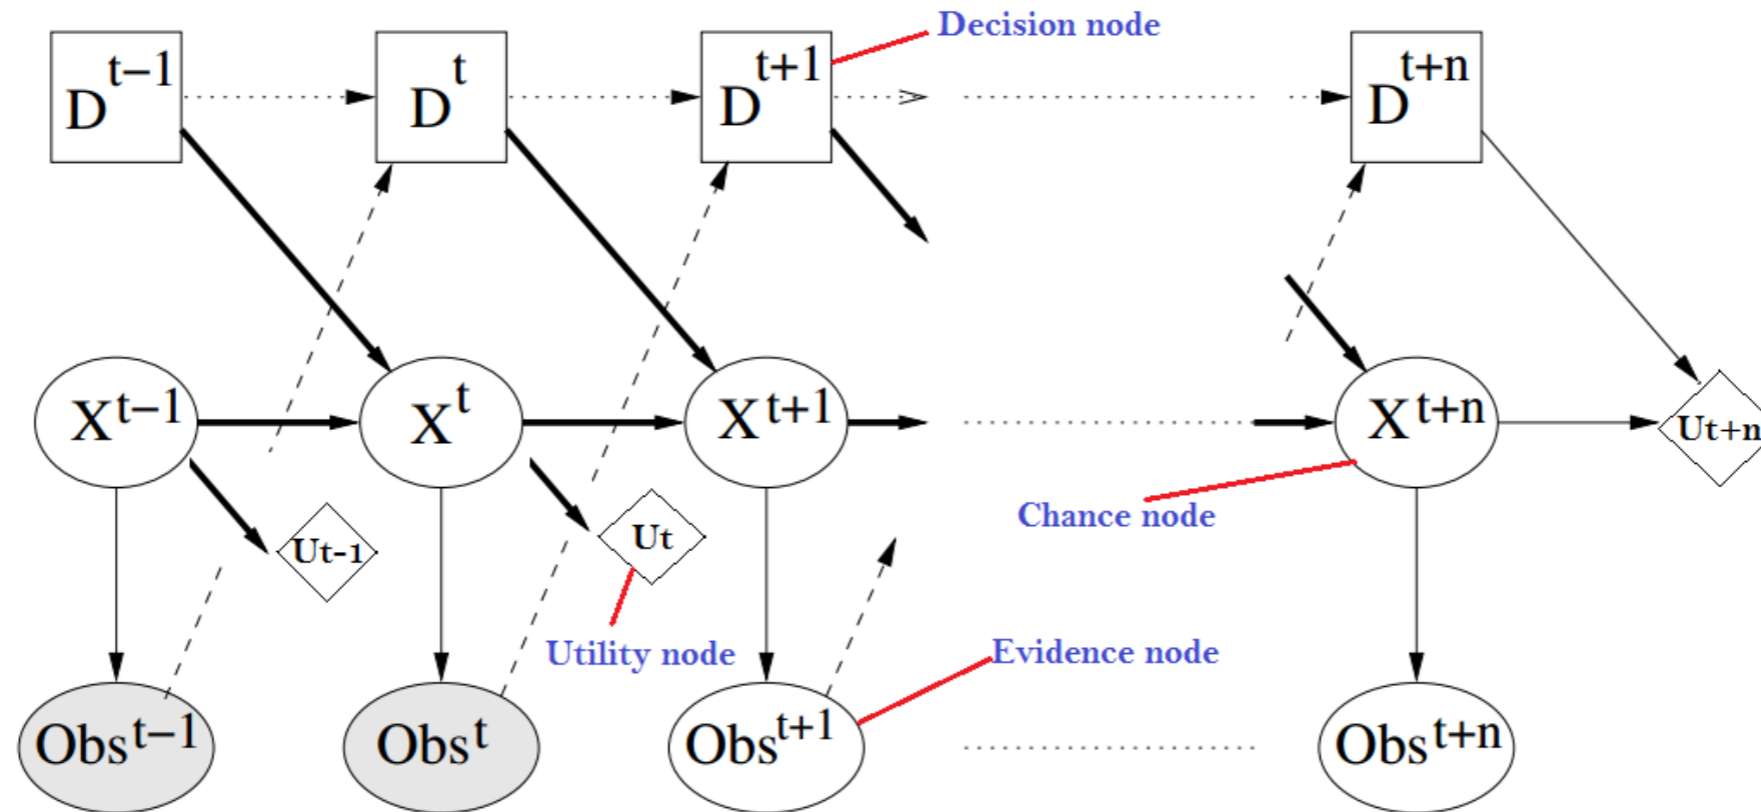 Decision node
D^t−1
D^t
D^t+1
D^t+n
X^t−1
X^t
X^t+1
X^t+n
Ut+n
Chance node
Ut-1
Ut
Utility node
Evidence node
Obs^t−1
Obs^t
Obs^t+1
Obs^t+n